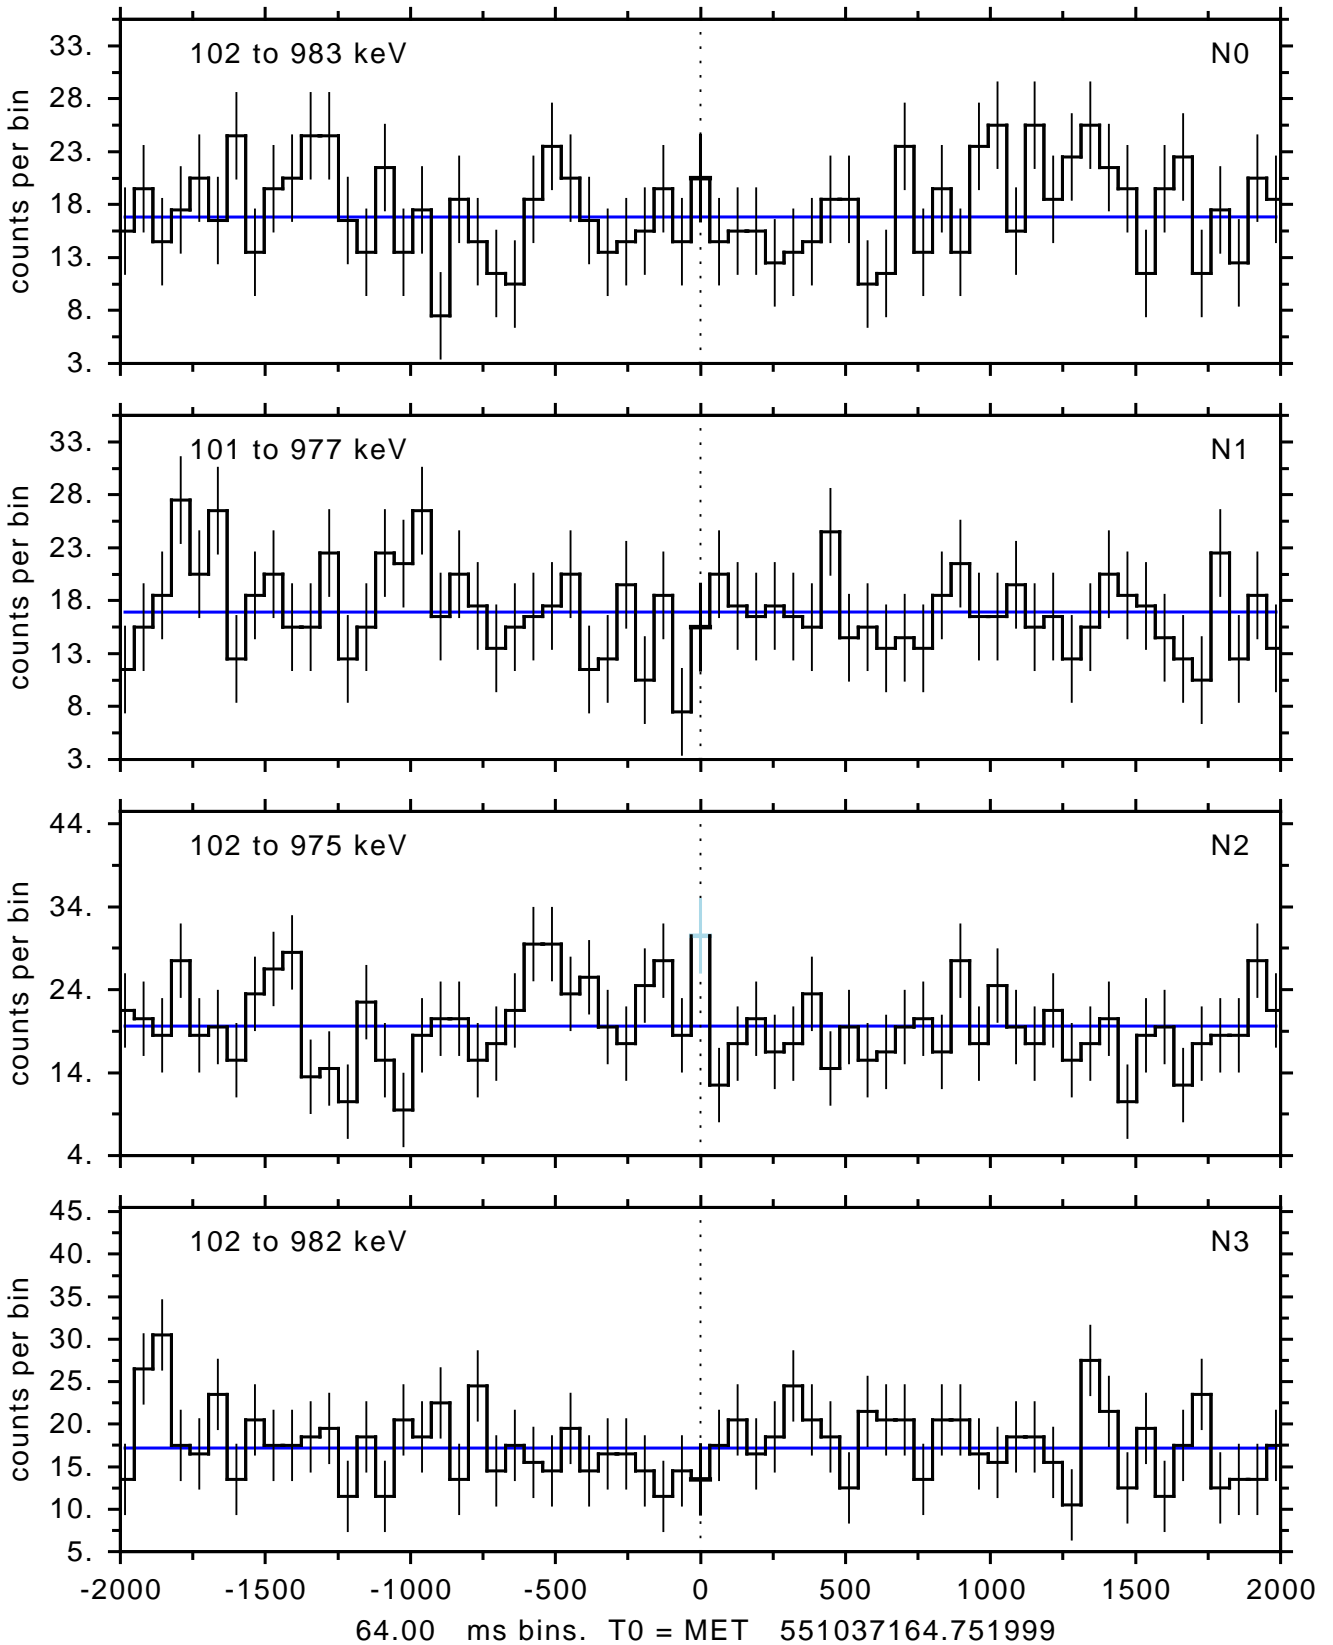 102 to 983 keV N0
33.
28.
23.
18.
13.
8.
3.
counts per bin
101 to 977 keV N1
33.
28.
23.
18.
13.
8.
3.
counts per bin
102 to 975 keV N2
44.
34.
24.
14.
4.
counts per bin
102 to 982 keV N3
45.
40.
35.
30.
25.
20.
15.
10.
5.
counts per bin
-2000 -1500 -1000 -500 0 500 1000 1500 2000
64.00 ms bins. T0 = MET 551037164.751999